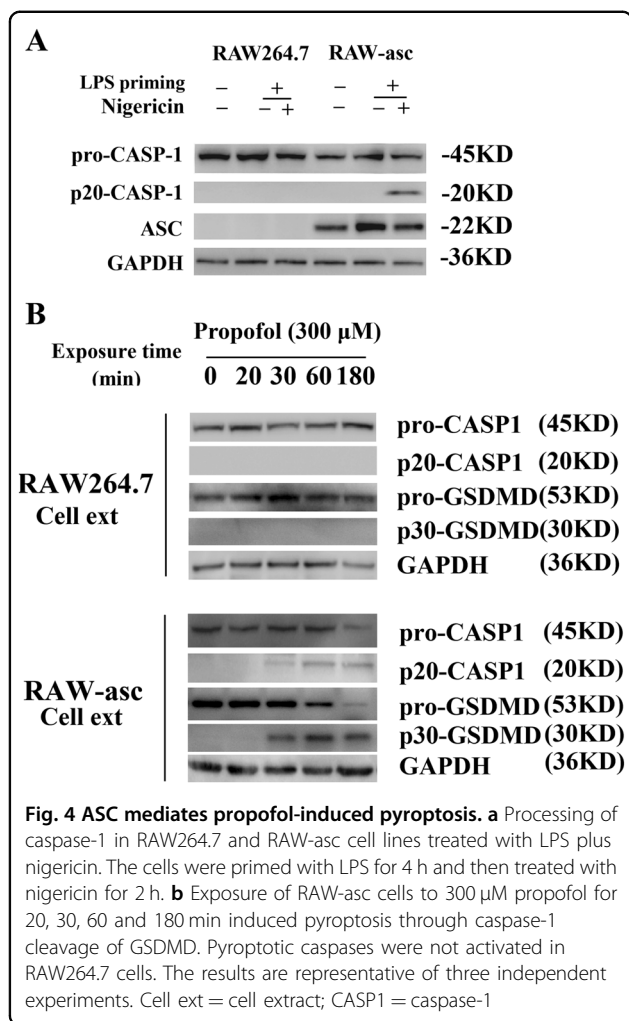 A
RAW264.7 RAW-asc
LPS priming – + – +
Nigericin – – + – – +
pro-CASP-1 -45KD
p20-CASP-1 -20KD
ASC -22KD
GAPDH -36KD
B
Propofol (300 μM)
Exposure time
(min) 0 20 30 60 180
RAW264.7
Cell ext
pro-CASP1 (45KD)
p20-CASP1 (20KD)
pro-GSDMD (53KD)
p30-GSDMD (30KD)
GAPDH (36KD)
RAW-asc
Cell ext
pro-CASP1 (45KD)
p20-CASP1 (20KD)
pro-GSDMD (53KD)
p30-GSDMD (30KD)
GAPDH (36KD)
Fig. 4 ASC mediates propofol-induced pyroptosis. a Processing of
caspase-1 in RAW264.7 and RAW-asc cell lines treated with LPS plus
nigericin. The cells were primed with LPS for 4 h and then treated with
nigericin for 2 h. b Exposure of RAW-asc cells to 300 μM propofol for
20, 30, 60 and 180 min induced pyroptosis through caspase-1
cleavage of GSDMD. Pyroptotic caspases were not activated in
RAW264.7 cells. The results are representative of three independent
experiments. Cell ext = cell extract; CASP1 = caspase-1